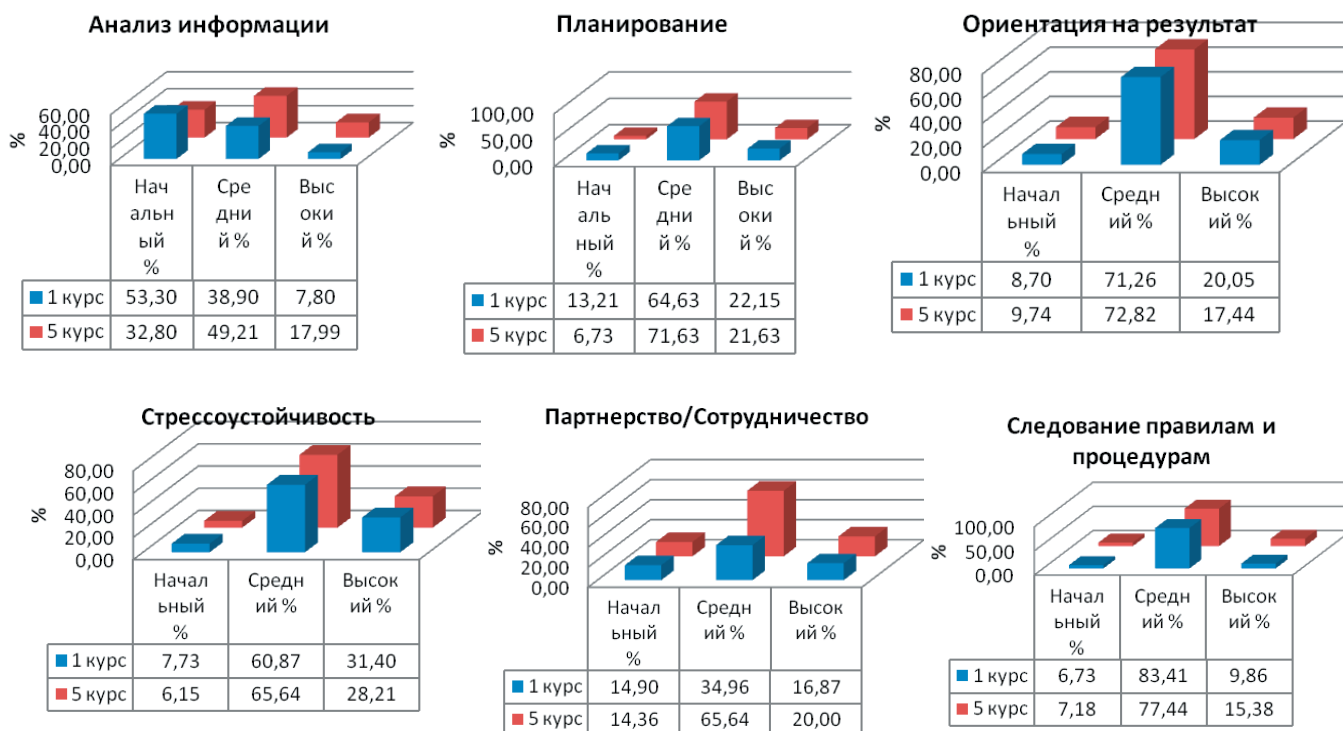 Анализ информации
%
60,00
40,00
20,00
0,00
Нач
альн
ый
%
Сре
дни
й %
Выс
оки
й %
1 курс 53,30 38,90 7,80
5 курс 32,80 49,21 17,99
Планирование
%
100,00
50,00
0,00
Нач
аль
ный
%
Сре
дни
й %
Выс
оки
й %
1 курс 13,21 64,63 22,15
5 курс 6,73 71,63 21,63
Ориентация на результат
%
80,00
60,00
40,00
20,00
0,00
Начал
ьный
%
Средн
ий %
Высок
ий %
1 курс 8,70 71,26 20,05
5 курс 9,74 72,82 17,44
Стрессоустойчивость
%
80,00
60,00
40,00
20,00
0,00
Начал
ьный
%
Средн
ий %
Высок
ий %
1 курс 7,73 60,87 31,40
5 курс 6,15 65,64 28,21
Партнерство/Сотрудничество
%
80,00
60,00
40,00
20,00
0,00
Начал
ьный
%
Средн
ий %
Высок
ий %
1 курс 14,90 34,96 16,87
5 курс 14,36 65,64 20,00
Следование правилам и
процедурам
%
100,00
50,00
0,00
Начал
ьный
%
Средн
ий %
Высок
ий %
1 курс 6,73 83,41 9,86
5 курс 7,18 77,44 15,38